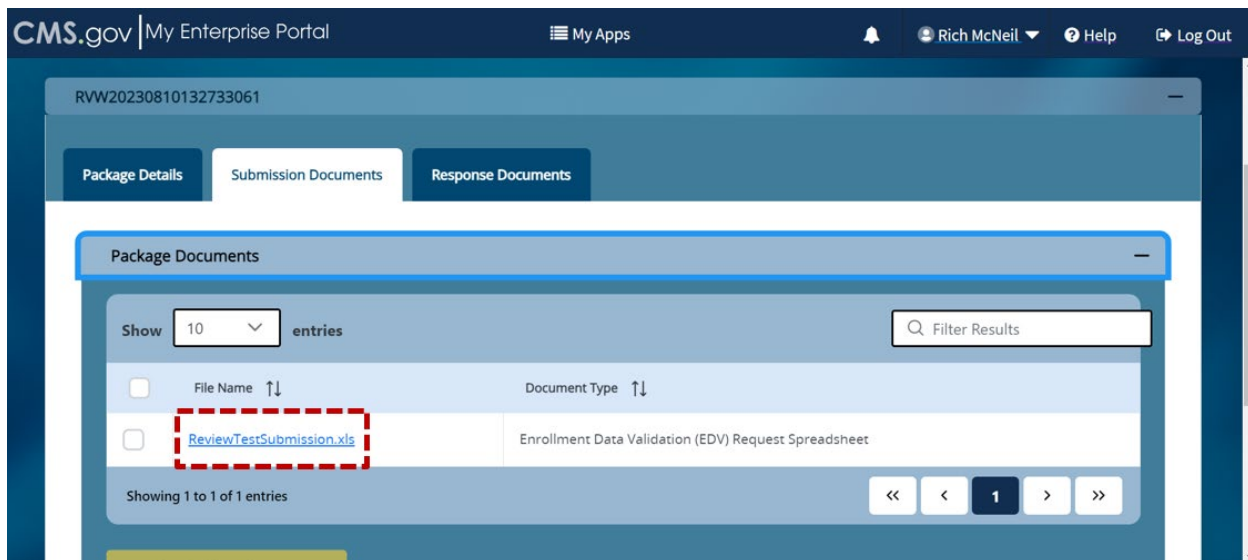 CMS.gov My Enterprise Portal My Apps Rich McNeil Help Log Out
RVW20230810132733061
Package Details Submission Documents Response Documents
Package Documents
Show 10 entries Filter Results
File Name Document Type
ReviewTestSubmission.xls Enrollment Data Validation (EDV) Request Spreadsheet
Showing 1 to 1 of 1 entries « < 1 > »